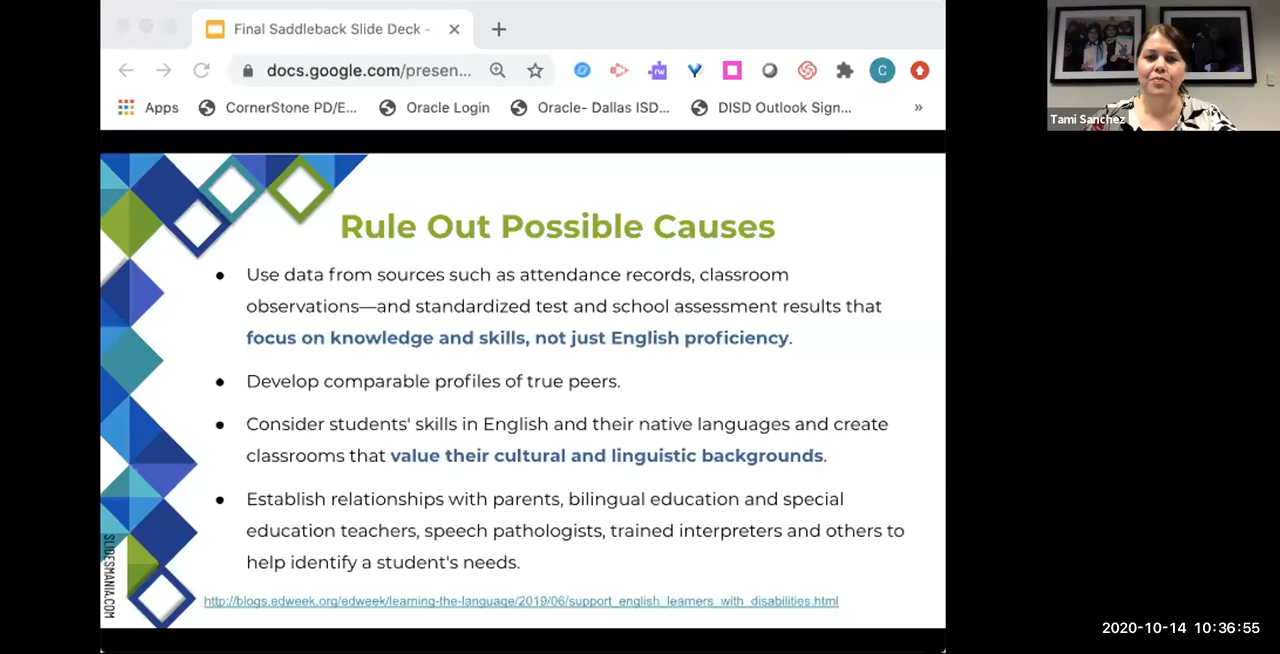 Final Saddleback Slide Deck -
docs.google.com/presen...
rw
C
Apps
CornerStone PD/E...
Oracle Login
Oracle- Dallas ISD...
DISD Outlook Sign...
»
Tami Sanchez
Rule Out Possible Causes
● Use data from sources such as attendance records, classroom
observations—and standardized test and school assessment results that
focus on knowledge and skills, not just English proficiency.
● Develop comparable profiles of true peers.
● Consider students' skills in English and their native languages and create
classrooms that value their cultural and linguistic backgrounds.
● Establish relationships with parents, bilingual education and special
education teachers, speech pathologists, trained interpreters and others to
help identify a student's needs.
http://blogs.edweek.org/edweek/learning-the-language/2019/06/support_english_learners_with_disabilities.html
SLIDESMANIA.COM
2020-10-14 10:36:55